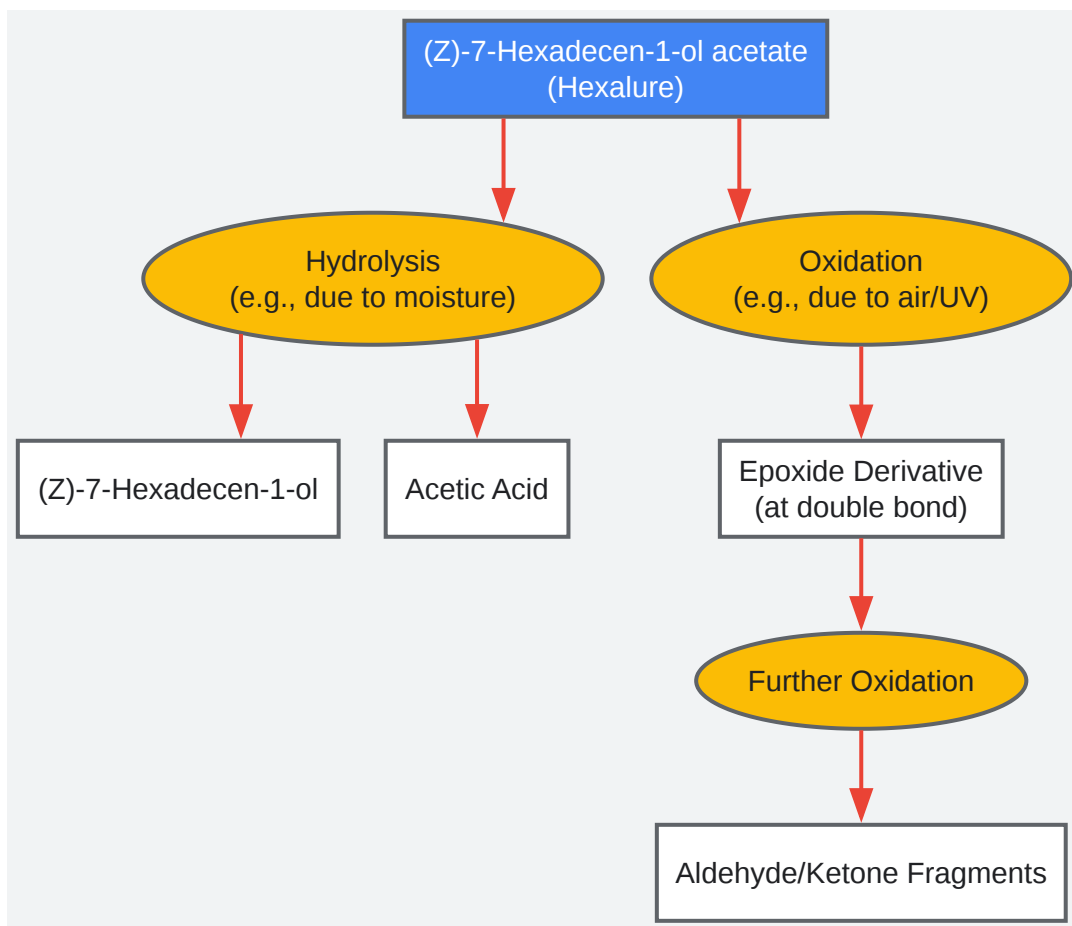 (Z)-7-Hexadecen-1-ol acetate
(Hexalure)
Hydrolysis
(e.g., due to moisture)
Oxidation
(e.g., due to air/UV)
(Z)-7-Hexadecen-1-ol
Acetic Acid
Epoxide Derivative
(at double bond)
Further Oxidation
Aldehyde/Ketone Fragments